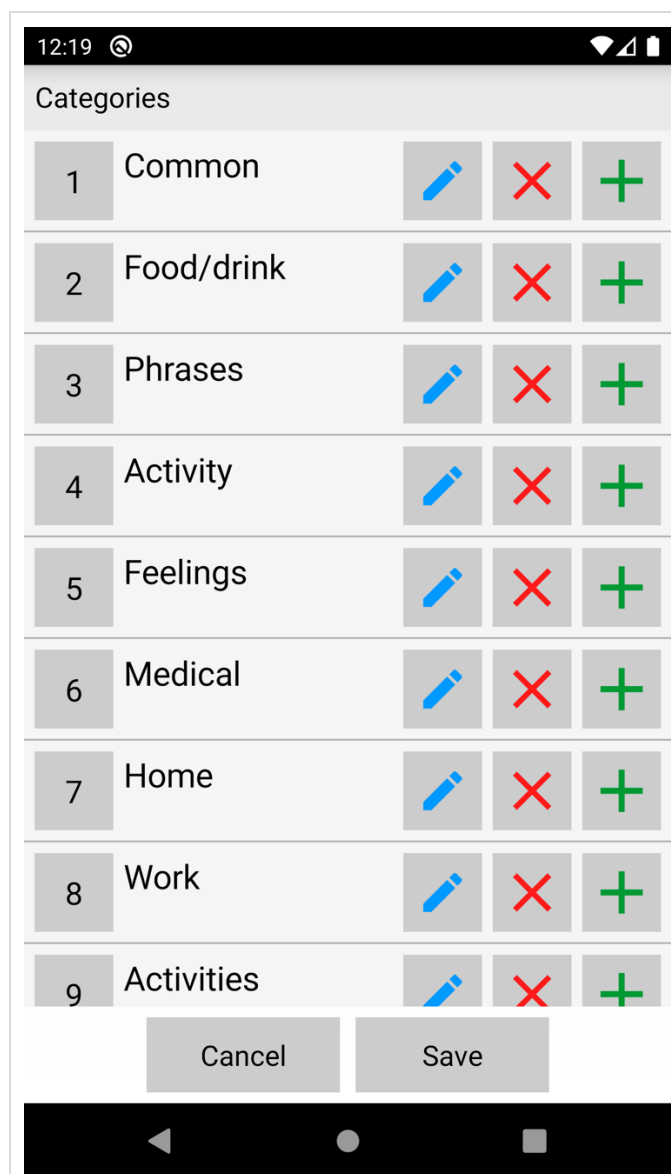 12:19
Categories
1 Common
2 Food/drink
3 Phrases
4 Activity
5 Feelings
6 Medical
7 Home
8 Work
9 Activities
Cancel Save